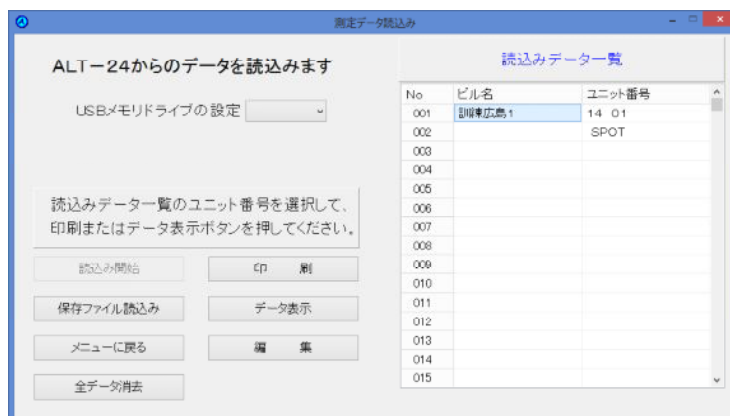 測定データ読込み
ALT－24からのデータを読込みます
USBメモリドライブの設定
読込みデータ一覧のユニット番号を選択して、
印刷またはデータ表示ボタンを押してください。
読込み開始
印　　刷
保存ファイル読込み
データ表示
メニューに戻る
編　　集
全データ消去
読込みデータ一覧
No ビル名 ユニット番号
001 訓練広島1 14 01
002 SPOT
003
004
005
006
007
008
009
010
011
012
013
014
015